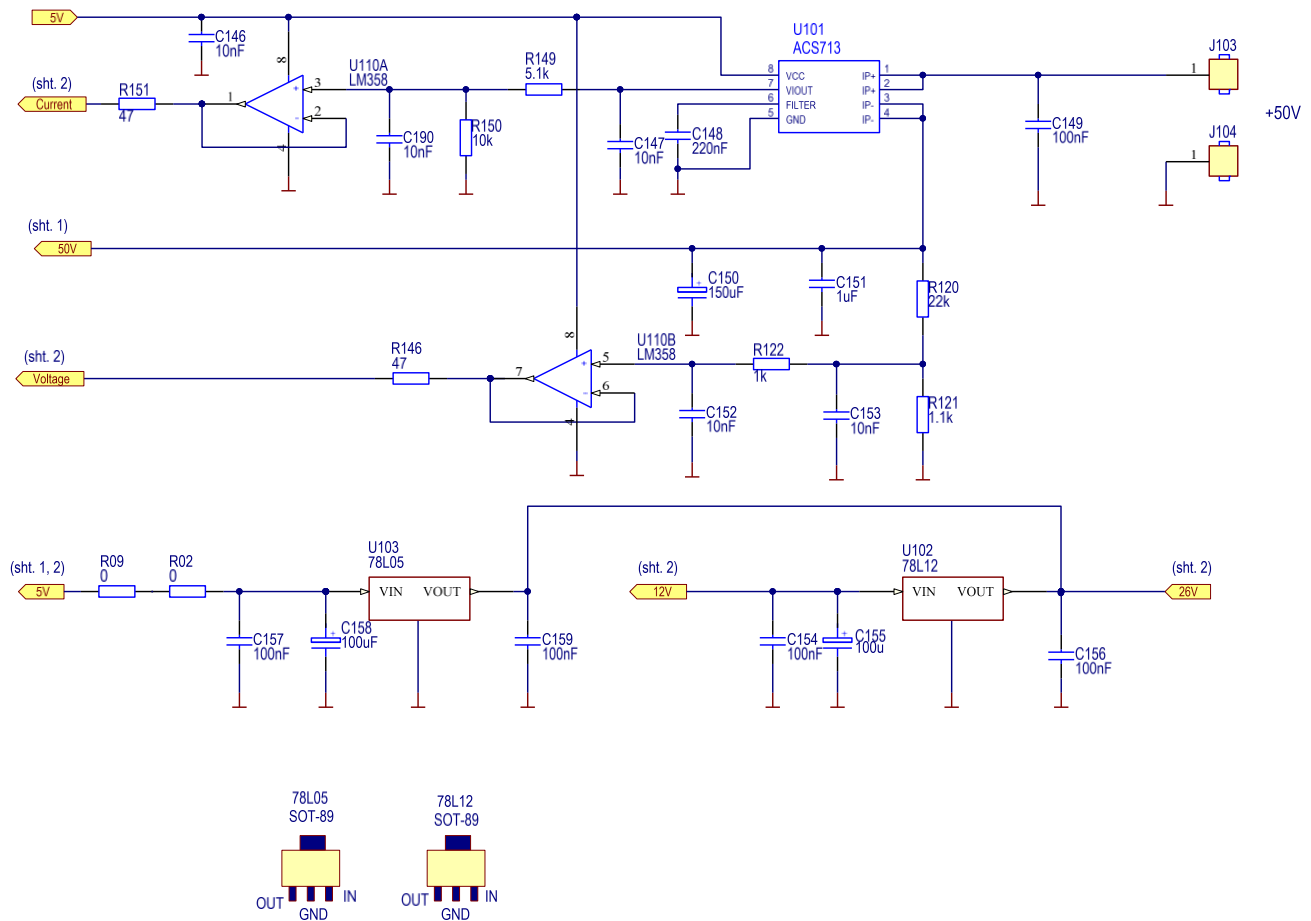 5V
C146
10nF
(sht. 2)
Current
R151
47
1
8
4
U110A
LM358
3
2
+
-
C190
10nF
R150
10k
R149
5.1k
C147
10nF
C148
220nF
U101
ACS713
8
7
6
5
VCC
VIOUT
FILTER
GND
IP+
IP+
IP-
IP-
1
2
3
4
C149
100nF
J103
1
+50V
J104
1
(sht. 1)
50V
C150
150uF
+
C151
1uF
R120
22k
(sht. 2)
Voltage
R146
47
7
8
4
U110B
LM358
5
6
+
-
R122
1k
C152
10nF
C153
10nF
R121
1.1k
(sht. 1, 2)
5V
R09
0
R02
0
C157
100nF
+
C158
100uF
U103
78L05
VIN VOUT
C159
100nF
(sht. 2)
12V
C154
100nF
+
C155
100u
U102
78L12
VIN VOUT
C156
100nF
(sht. 2)
26V
78L05
SOT-89
OUT
GND
IN
78L12
SOT-89
OUT
GND
IN